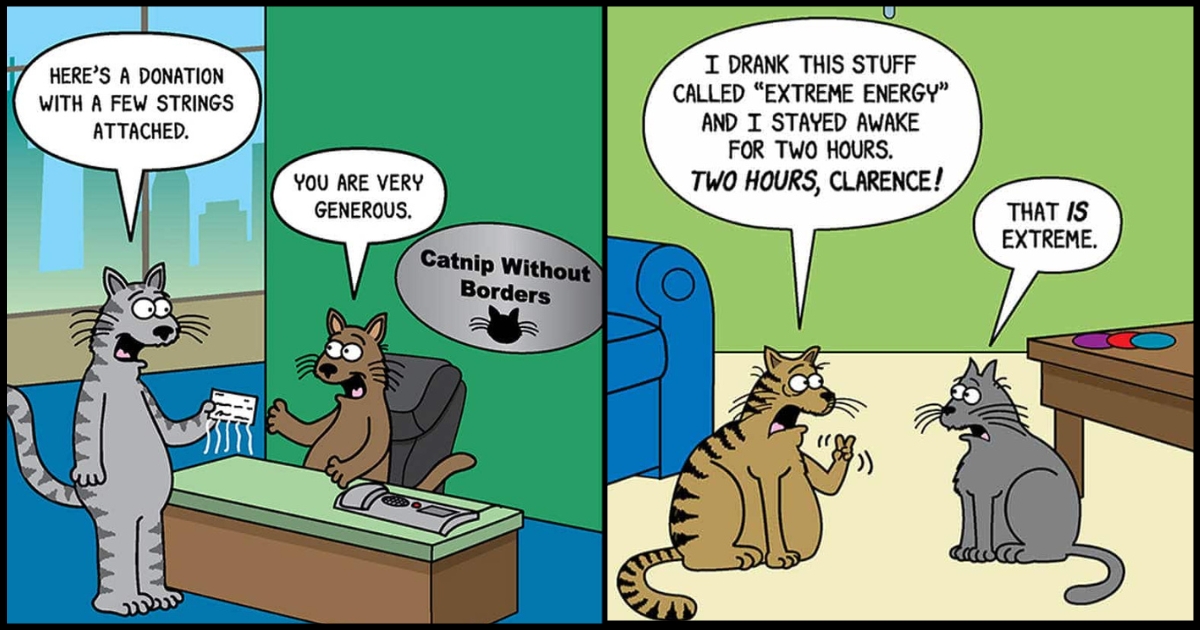 HERE'S A DONATION
WITH A FEW STRINGS
ATTACHED.
YOU ARE VERY
GENEROUS.
Catnip Without
Borders
I DRANK THIS STUFF
CALLED “EXTREME ENERGY”
AND I STAYED AWAKE
FOR TWO HOURS.
TWO HOURS, CLARENCE!
THAT IS
EXTREME.